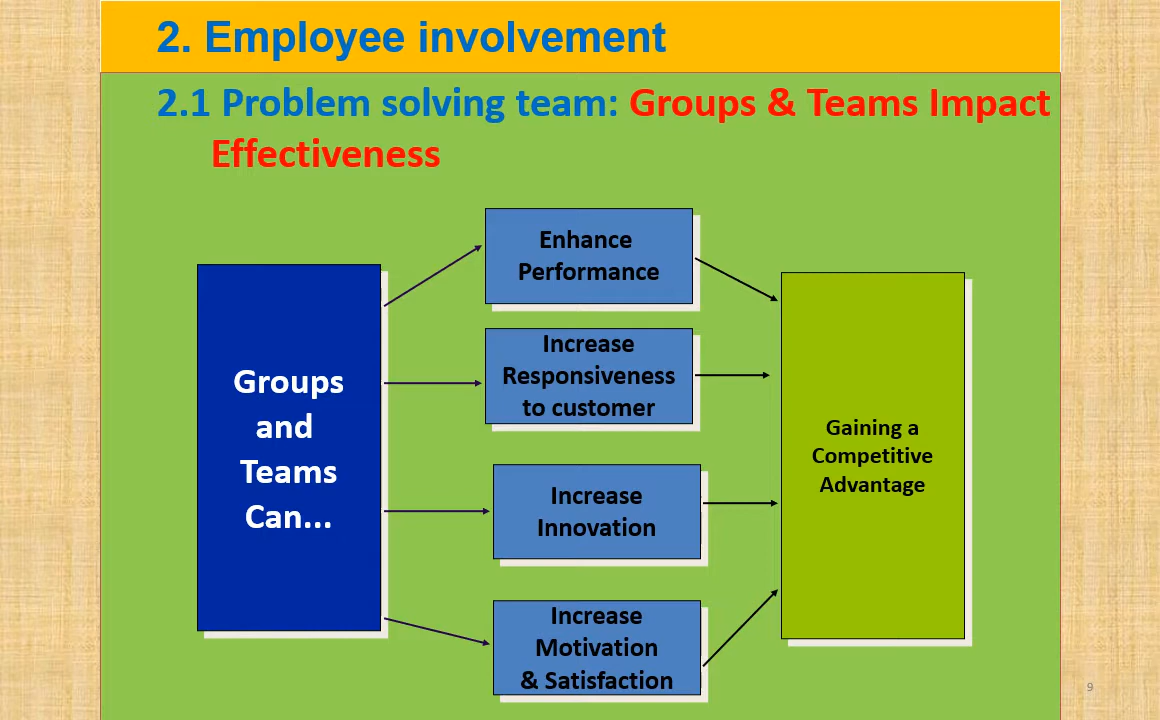 2. Employee involvement
2.1 Problem solving team: Groups & Teams Impact
Effectiveness
Groups
and
Teams
Can...
Enhance
Performance
Increase
Responsiveness
to customer
Increase
Innovation
Increase
Motivation
& Satisfaction
Gaining a
Competitive
Advantage
9